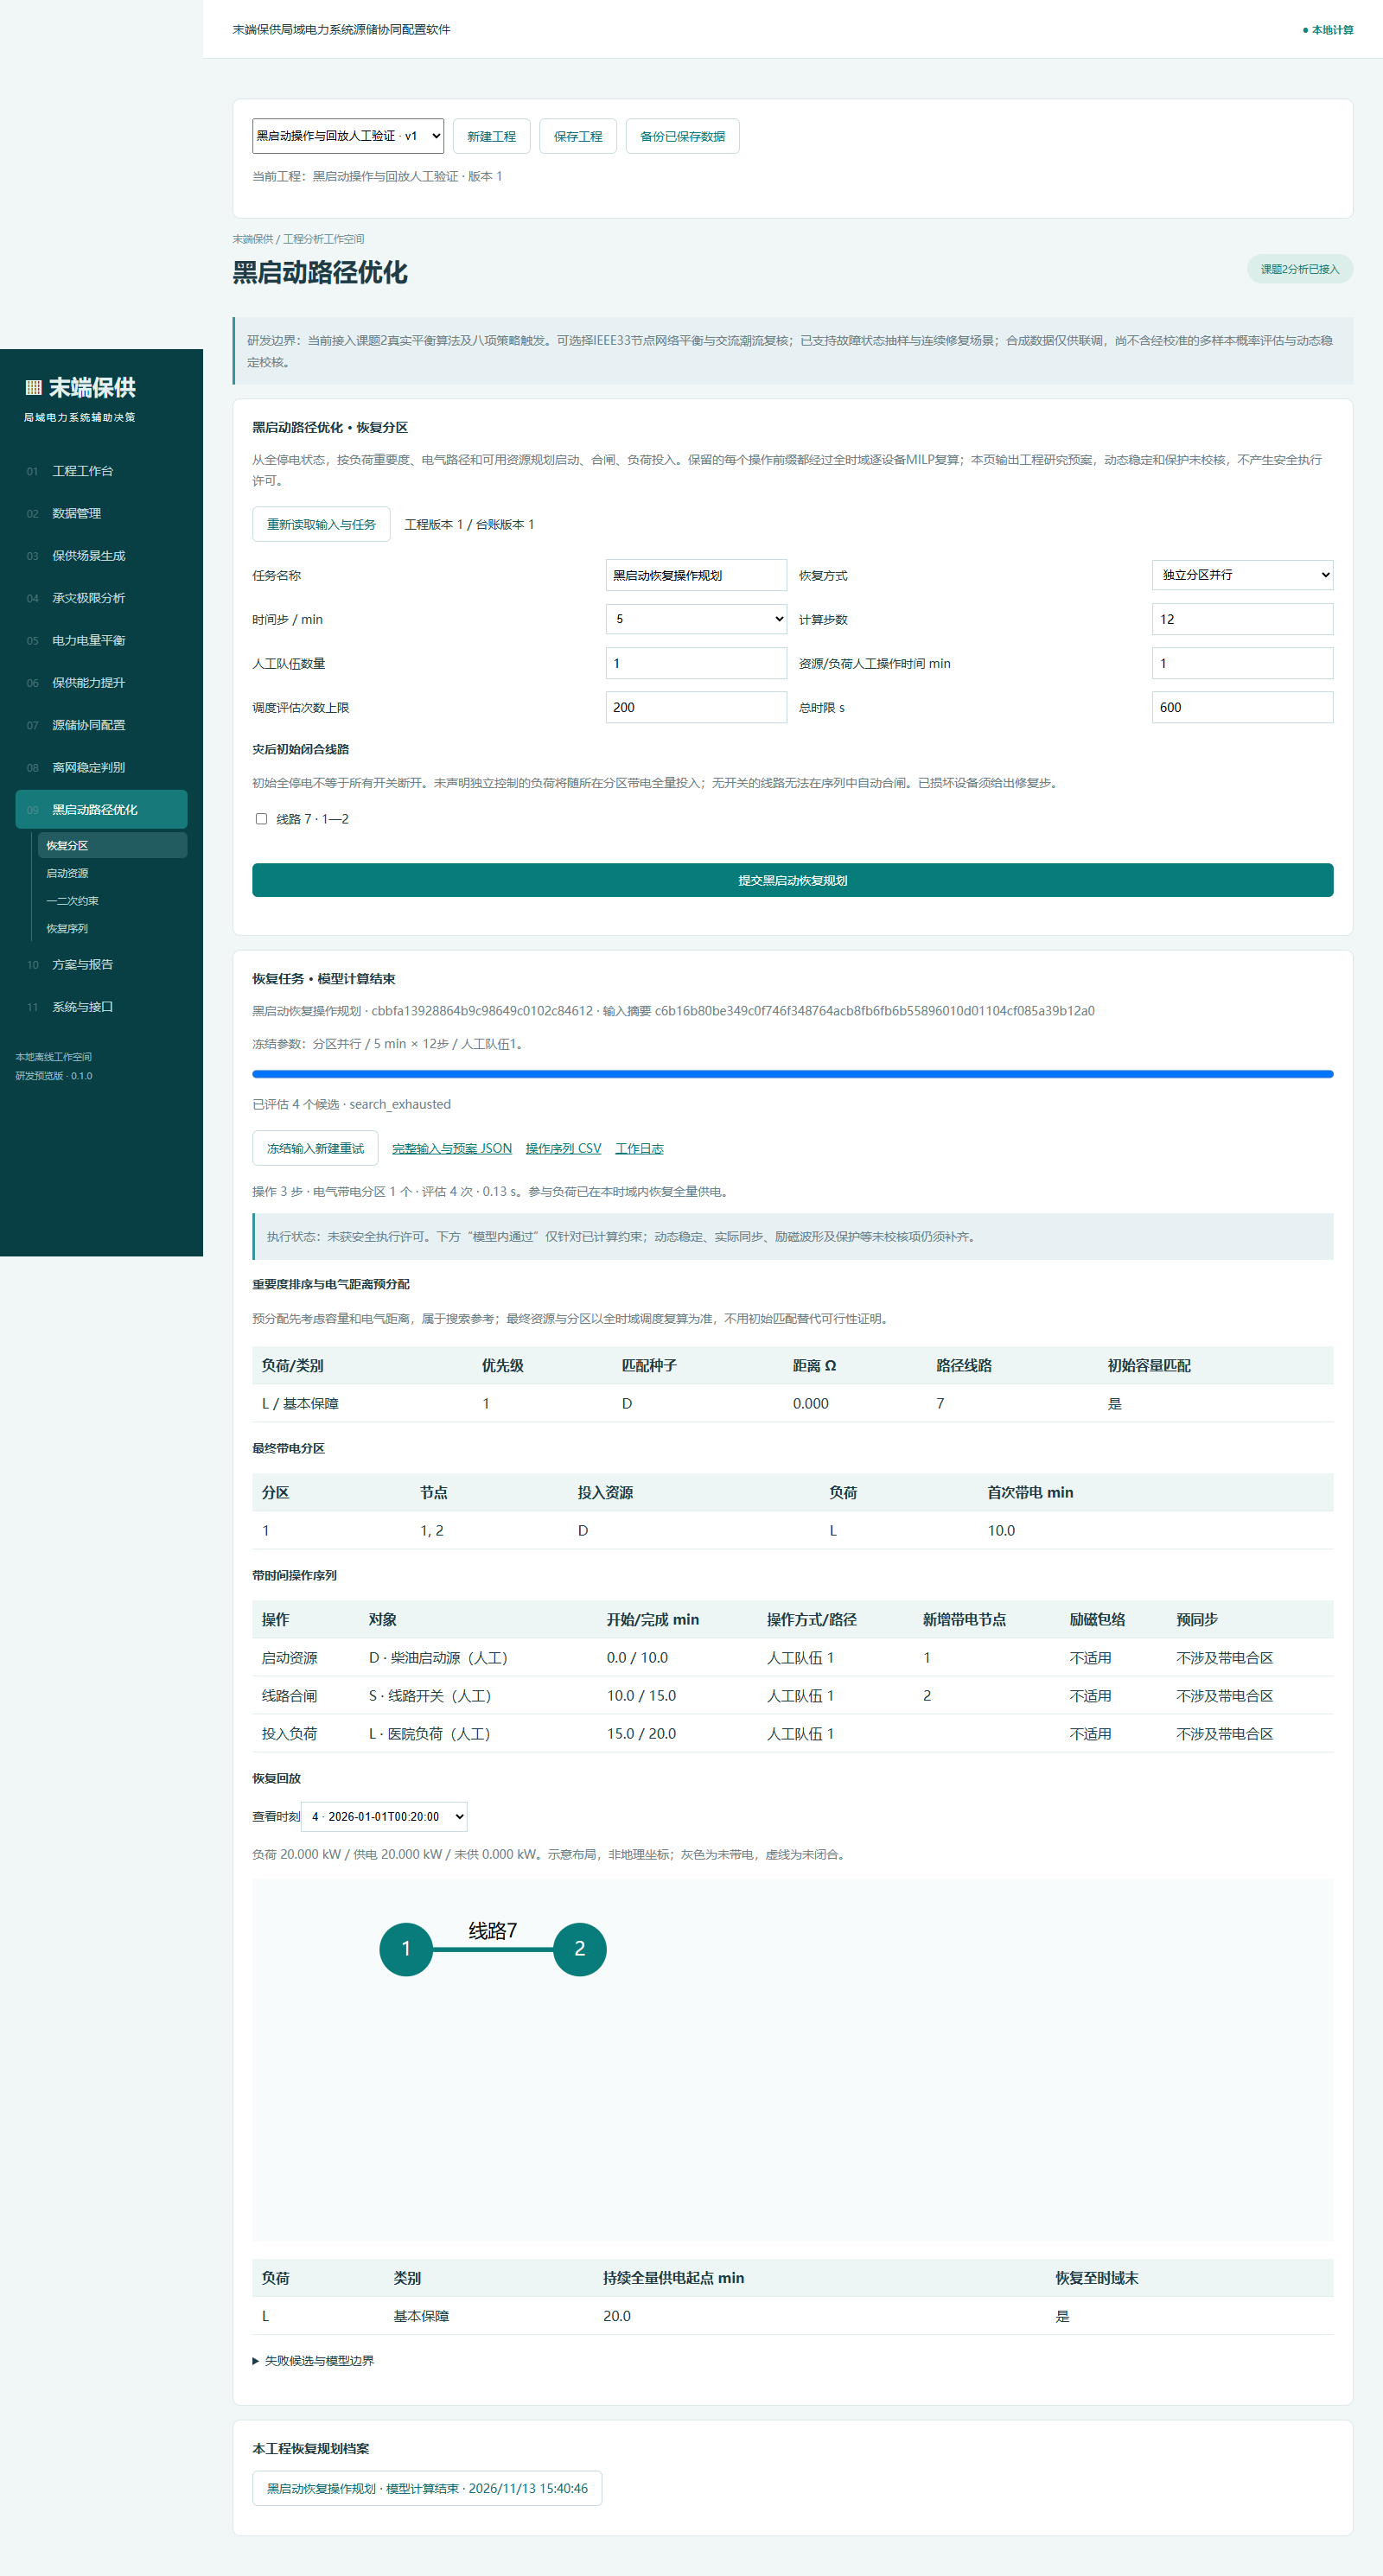 末端保供局域电力系统源储协同配置软件
● 本地计算
黑启动操作与回放人工验证 · v1
新建工程
保存工程
备份已保存数据
当前工程：黑启动操作与回放人工验证 · 版本 1
末端保供 / 工程分析工作空间
黑启动路径优化
课题2分析已接入
研发边界：当前接入课题2真实平衡算法及八项策略触发。可选择IEEE33节点网络平衡与交流潮流复核；已支持故障状态抽样与连续修复场景；合成数据仅供联调，尚不含经校准的多样本概率评估与动态稳
定校核。
▦ 末端保供
局域电力系统辅助决策
01 工程工作台
02 数据管理
03 保供场景生成
04 承灾极限分析
05 电力电量平衡
06 保供能力提升
07 源储协同配置
08 离网稳定判别
09 黑启动路径优化
恢复分区
启动资源
一二次约束
恢复序列
10 方案与报告
11 系统与接口
本地离线工作空间
研发预览版 · 0.1.0
黑启动路径优化 • 恢复分区
从全停电状态，按负荷重要度、电气路径和可用资源规划启动、合闸、负荷投入。保留的每个操作前缀都经过全时域逐设备MILP复算；本页输出工程研究预案，动态稳定和保护未校核，不产生安全执行
许可。
重新读取输入与任务
工程版本 1 / 台账版本 1
任务名称
黑启动恢复操作规划
恢复方式
独立分区并行
时间步 / min
5
计算步数
12
人工队伍数量
1
资源/负荷人工操作时间 min
1
调度评估次数上限
200
总时限 s
600
灾后初始闭合线路
初始全停电不等于所有开关断开。未声明独立控制的负荷将随所在分区带电全量投入；无开关的线路无法在序列中自动合闸。已损坏设备须给出修复步。
线路 7 · 1—2
提交黑启动恢复规划
恢复任务 • 模型计算结束
黑启动恢复操作规划 · cbbfa13928864b9c98649c0102c84612 · 输入摘要 c6b16b80be349c0f746f348764acb8fb6fb6b55896010d01104cf085a39b12a0
冻结参数：分区并行 / 5 min × 12步 / 人工队伍1。
已评估 4 个候选 · search_exhausted
冻结输入新建重试
完整输入与预案 JSON
操作序列 CSV
工作日志
操作 3 步 · 电气带电分区 1 个 · 评估 4 次 · 0.13 s。参与负荷已在本时域内恢复全量供电。
执行状态：未获安全执行许可。下方“模型内通过”仅针对已计算约束；动态稳定、实际同步、励磁波形及保护等未校核项仍须补齐。
重要度排序与电气距离预分配
预分配先考虑容量和电气距离，属于搜索参考；最终资源与分区以全时域调度复算为准，不用初始匹配替代可行性证明。
负荷/类别 优先级 匹配种子 距离 Ω 路径线路 初始容量匹配
L / 基本保障 1 D 0.000 7 是
最终带电分区
分区 节点 投入资源 负荷 首次带电 min
1 1, 2 D L 10.0
带时间操作序列
操作 对象 开始/完成 min 操作方式/路径 新增带电节点 励磁包络 预同步
启动资源 D · 柴油启动源（人工） 0.0 / 10.0 人工队伍 1 1 不适用 不涉及带电合区
线路合闸 S · 线路开关（人工） 10.0 / 15.0 人工队伍 1 2 不适用 不涉及带电合区
投入负荷 L · 医院负荷（人工） 15.0 / 20.0 人工队伍 1 不适用 不涉及带电合区
恢复回放
查看时刻 4 · 2026-01-01T00:20:00
负荷 20.000 kW / 供电 20.000 kW / 未供 0.000 kW。示意布局，非地理坐标；灰色为未带电，虚线为未闭合。
1 线路7 2
负荷 类别 持续全量供电起点 min 恢复至时域末
L 基本保障 20.0 是
▶ 失败候选与模型边界
本工程恢复规划档案
黑启动恢复操作规划 · 模型计算结束 · 2026/11/13 15:40:46